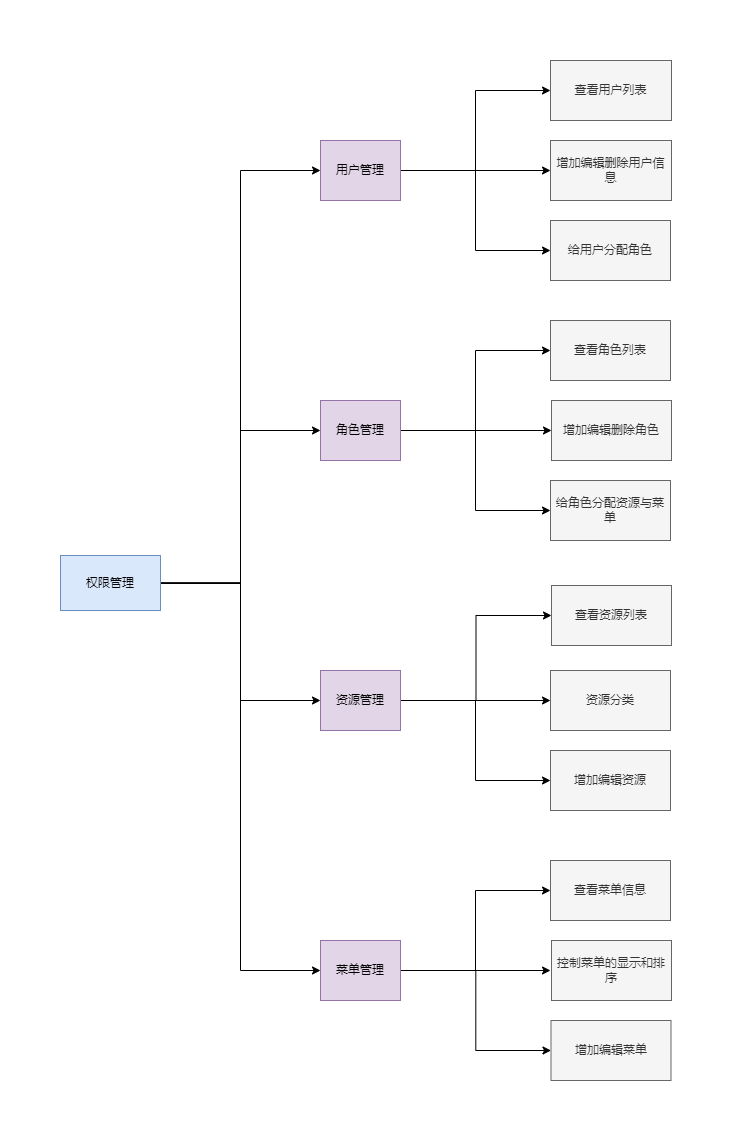 查看用户列表
用户管理
增加编辑删除用户信
息
给用户分配角色
查看角色列表
角色管理
增加编辑删除角色
给角色分配资源与菜
单
权限管理
查看资源列表
资源管理
资源分类
增加编辑资源
查看菜单信息
菜单管理
控制菜单的显示和排
序
增加编辑菜单